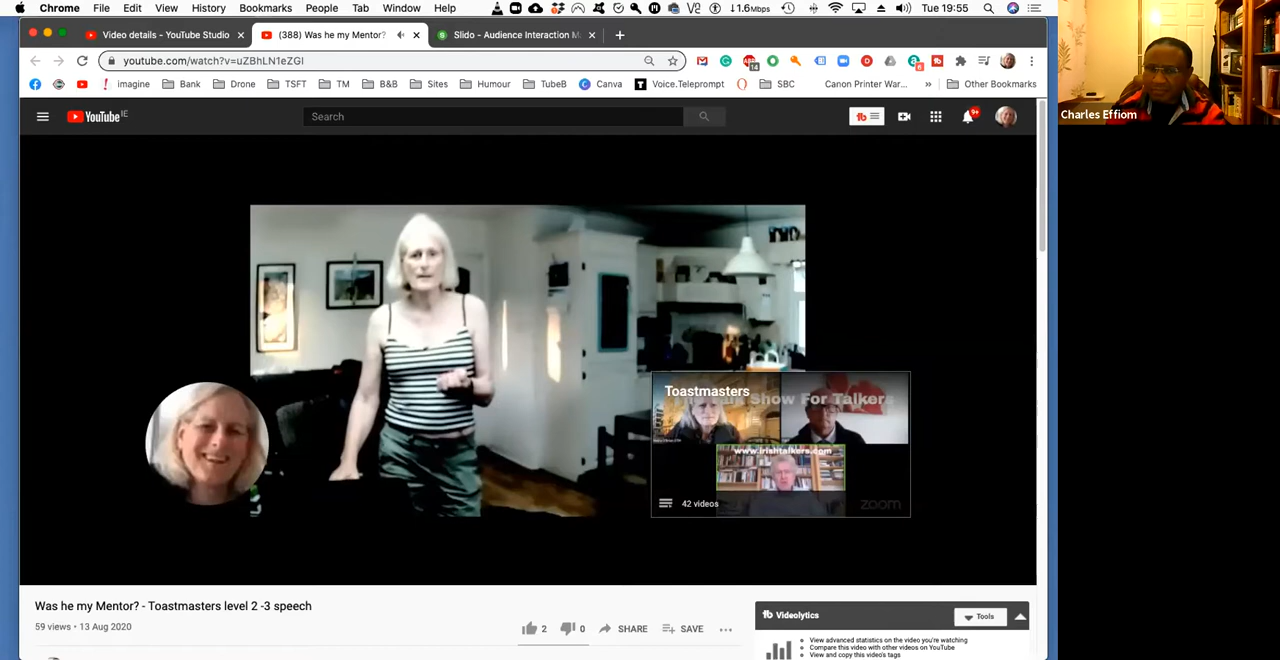 Chrome File Edit View History Bookmarks People Tab Window Help V2 1.6Mbps Tue 19:55
Video details - YouTube Studio × (388) Was he my Mentor? × Slido - Audience Interaction M × +
youtube.com/watch?v=uZBhLN1eZGI
imagine Bank Drone TSFT TM B&B Sites Humour TubeB Canva Voice.Teleprompt SBC Canon Printer War... » Other Bookmarks
YouTube IE Search 9+
Charles Effiom
Toastmasters
Show For Talkers
www.irishtalkers.com
42 videos
zoom
Was he my Mentor? - Toastmasters level 2 -3 speech
59 views • 13 Aug 2020
2 0 SHARE SAVE ...
Videolytics Tools
View advanced statistics on the video you're watching
Compare this video with other videos on YouTube
View and copy this video's tags